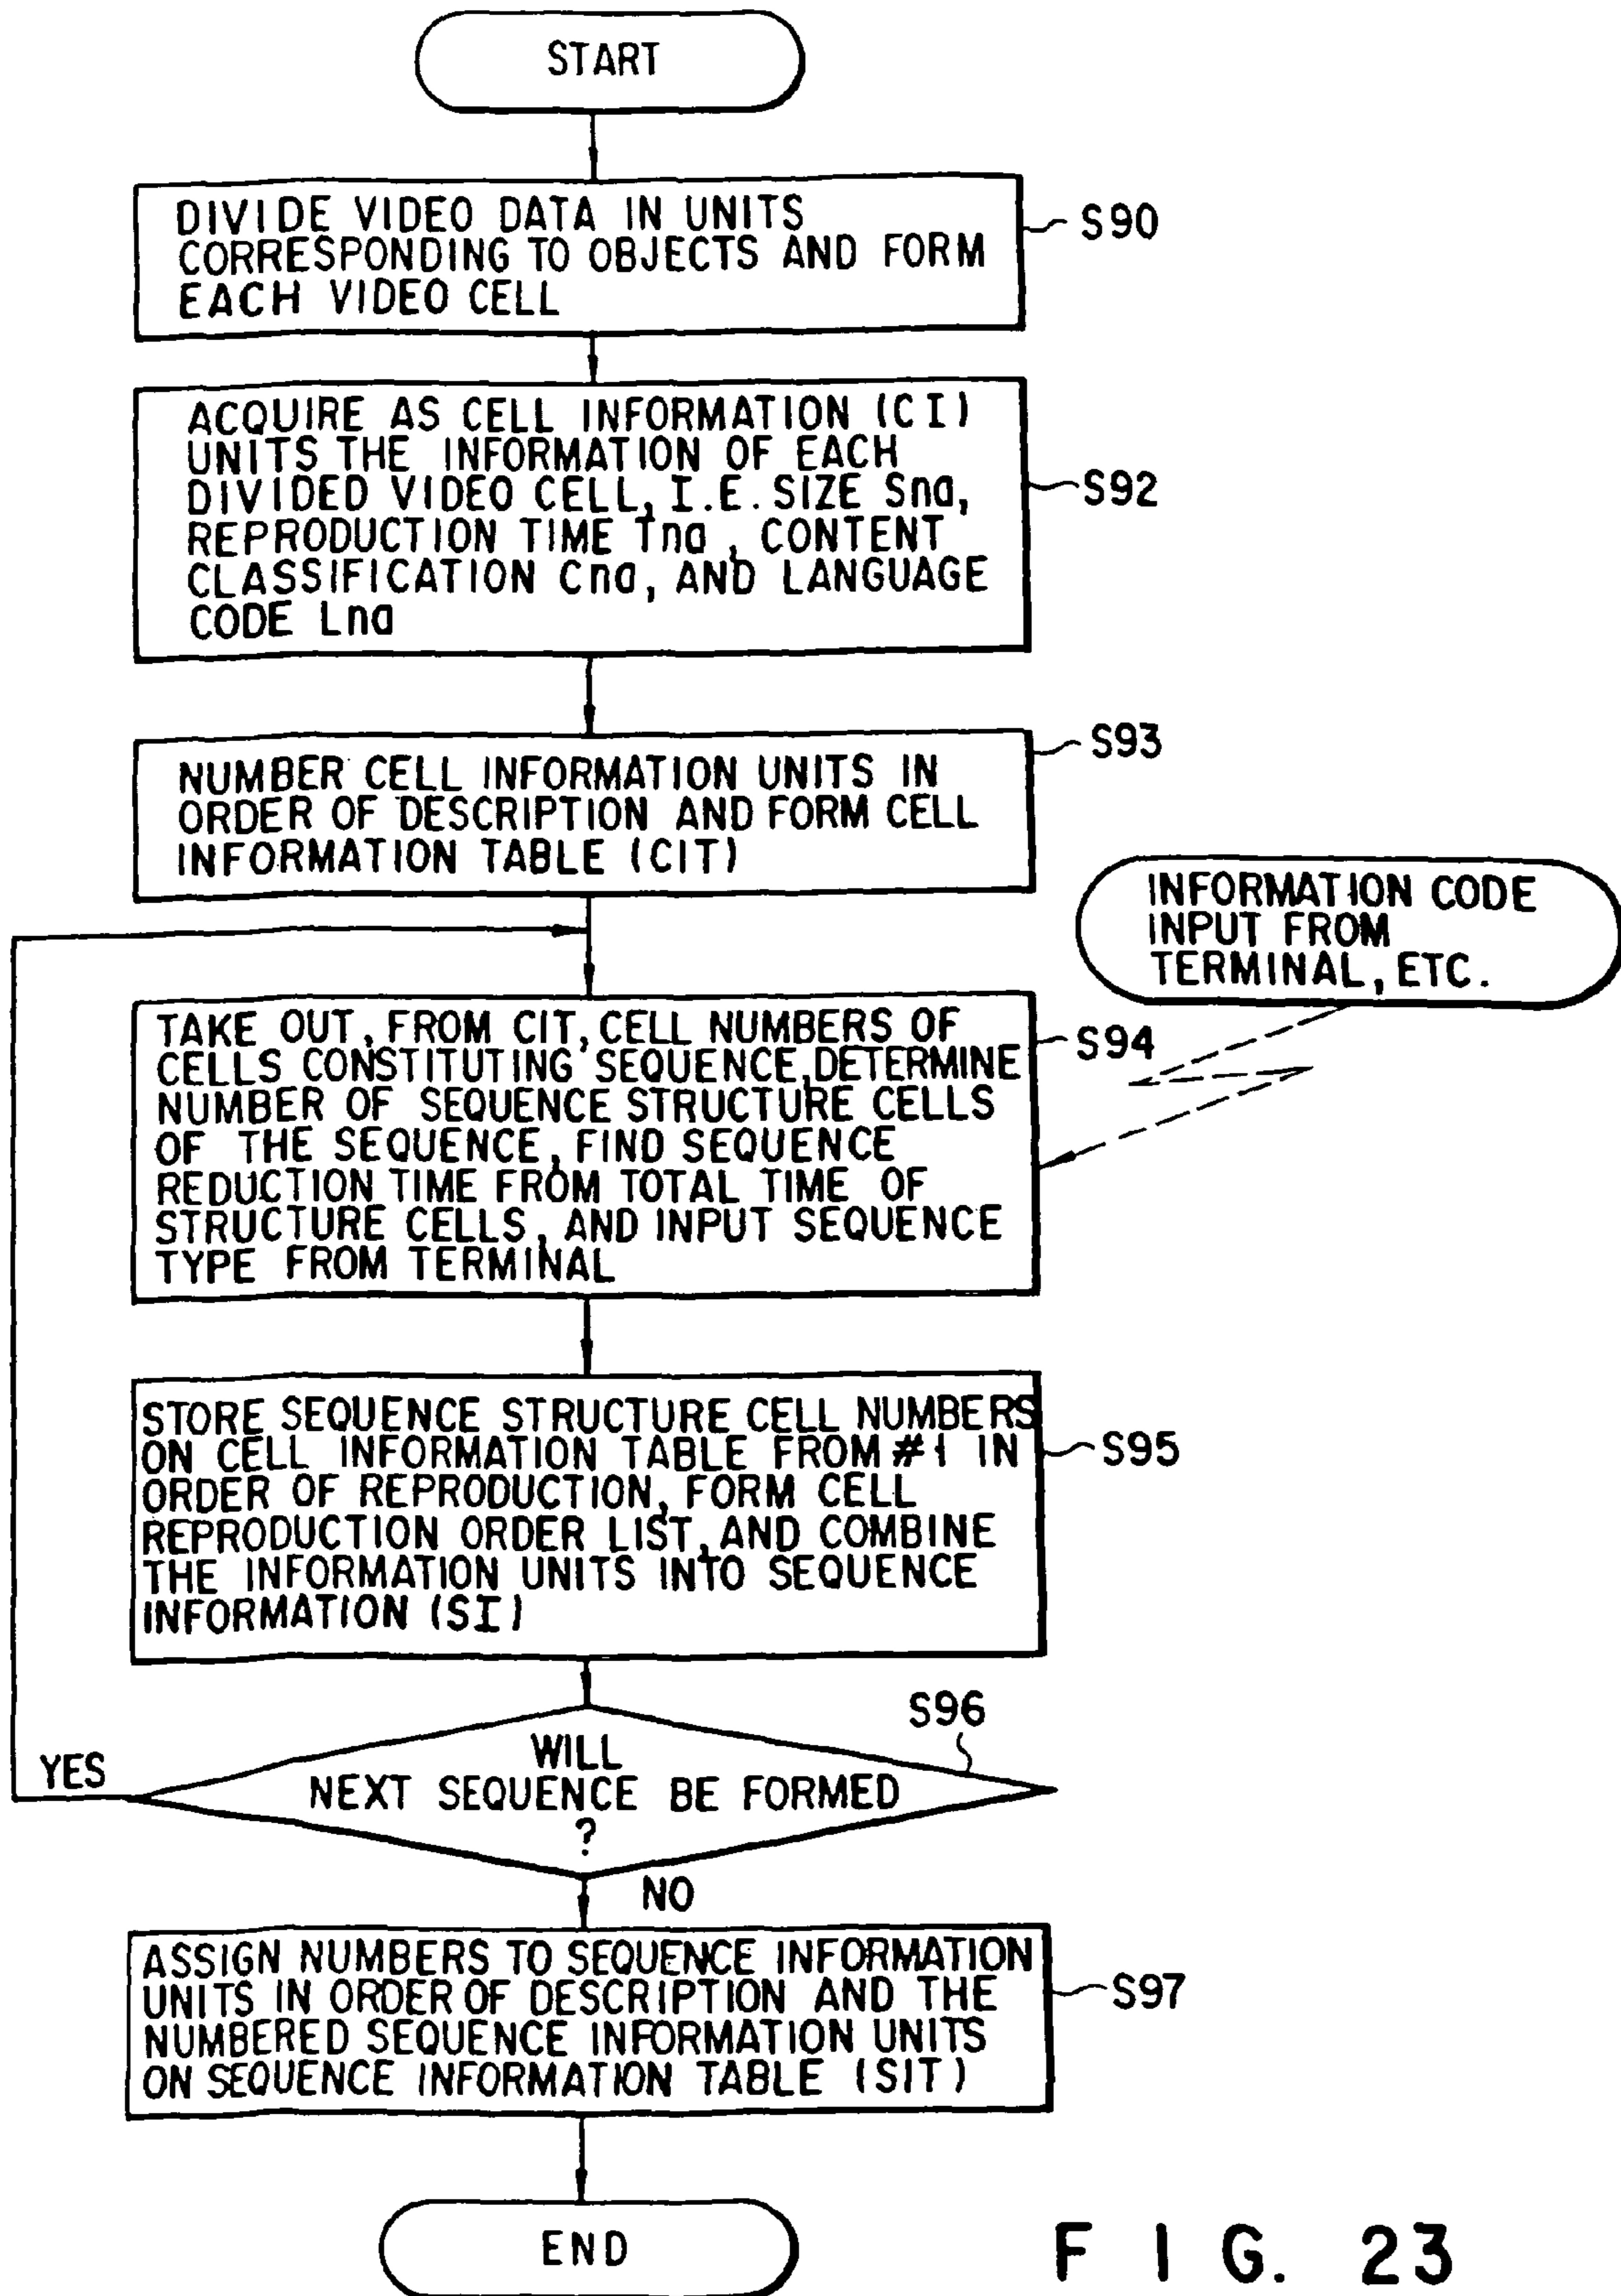 START
DIVIDE VIDEO DATA IN UNITS
CORRESPONDING TO OBJECTS AND FORM
EACH VIDEO CELL
S90
ACQUIRE AS CELL INFORMATION (CI)
UNITS THE INFORMATION OF EACH
DIVIDED VIDEO CELL, I.E. SIZE Sna,
REPRODUCTION TIME Tna, CONTENT
CLASSIFICATION Cna, AND LANGUAGE
CODE Lna
S92
NUMBER CELL INFORMATION UNITS IN
ORDER OF DESCRIPTION AND FORM CELL
INFORMATION TABLE (CIT)
S93
INFORMATION CODE
INPUT FROM
TERMINAL, ETC.
TAKE OUT, FROM CIT, CELL NUMBERS OF
CELLS CONSTITUTING SEQUENCE, DETERMINE
NUMBER OF SEQUENCE STRUCTURE CELLS
OF THE SEQUENCE, FIND SEQUENCE
REDUCTION TIME FROM TOTAL TIME OF
STRUCTURE CELLS, AND INPUT SEQUENCE
TYPE FROM TERMINAL
S94
STORE SEQUENCE STRUCTURE CELL NUMBERS
ON CELL INFORMATION TABLE FROM #1 IN
ORDER OF REPRODUCTION, FORM CELL
REPRODUCTION ORDER LIST, AND COMBINE
THE INFORMATION UNITS INTO SEQUENCE
INFORMATION (SI)
S95
S96
WILL
NEXT SEQUENCE BE FORMED
?
YES
NO
ASSIGN NUMBERS TO SEQUENCE INFORMATION
UNITS IN ORDER OF DESCRIPTION AND THE
NUMBERED SEQUENCE INFORMATION UNITS
ON SEQUENCE INFORMATION TABLE (SIT)
S97
END
FIG. 23